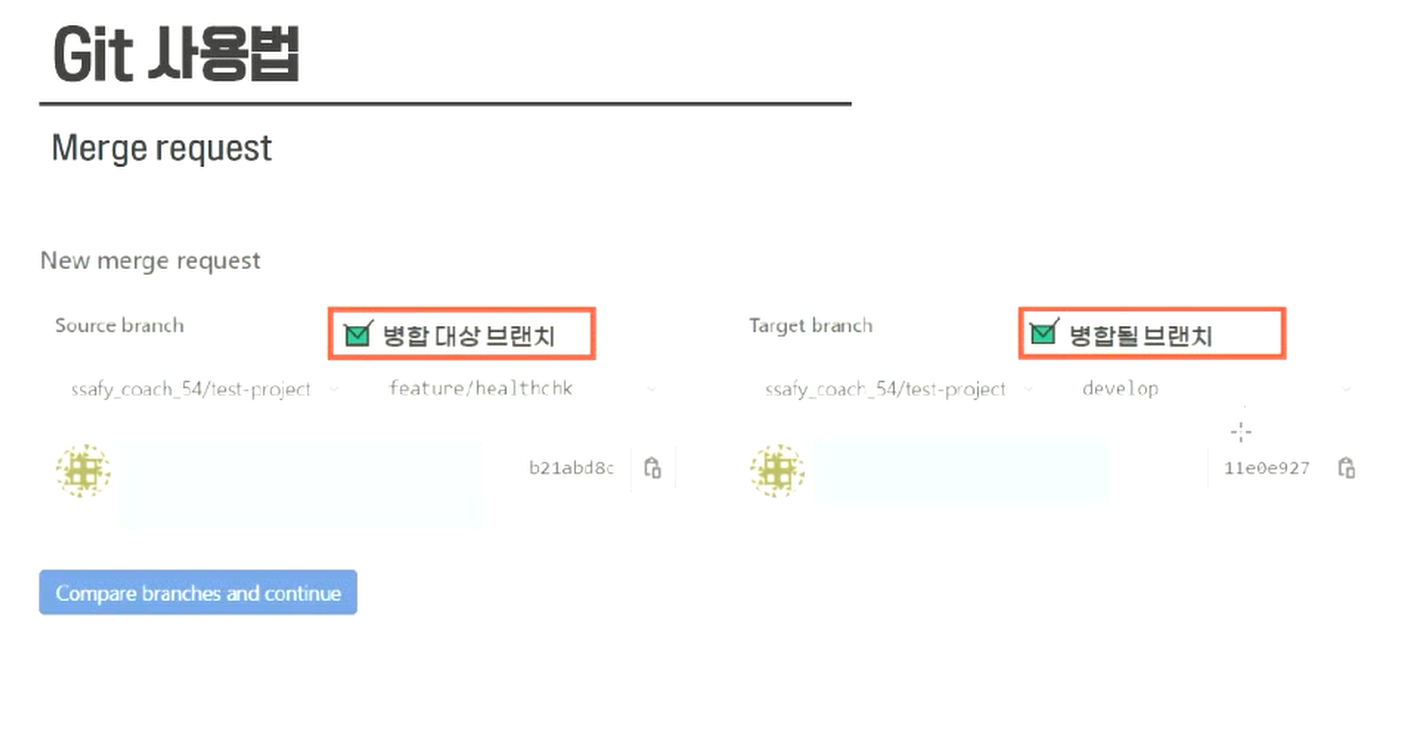 Git 사용법
Merge request
New merge request
Source branch
병합 대상 브랜치
Target branch
병합될 브랜치
ssafy_coach_54/test-project
feature/healthchk
ssafy_coach_54/test-project
develop
b21abd8c
11e0e927
Compare branches and continue